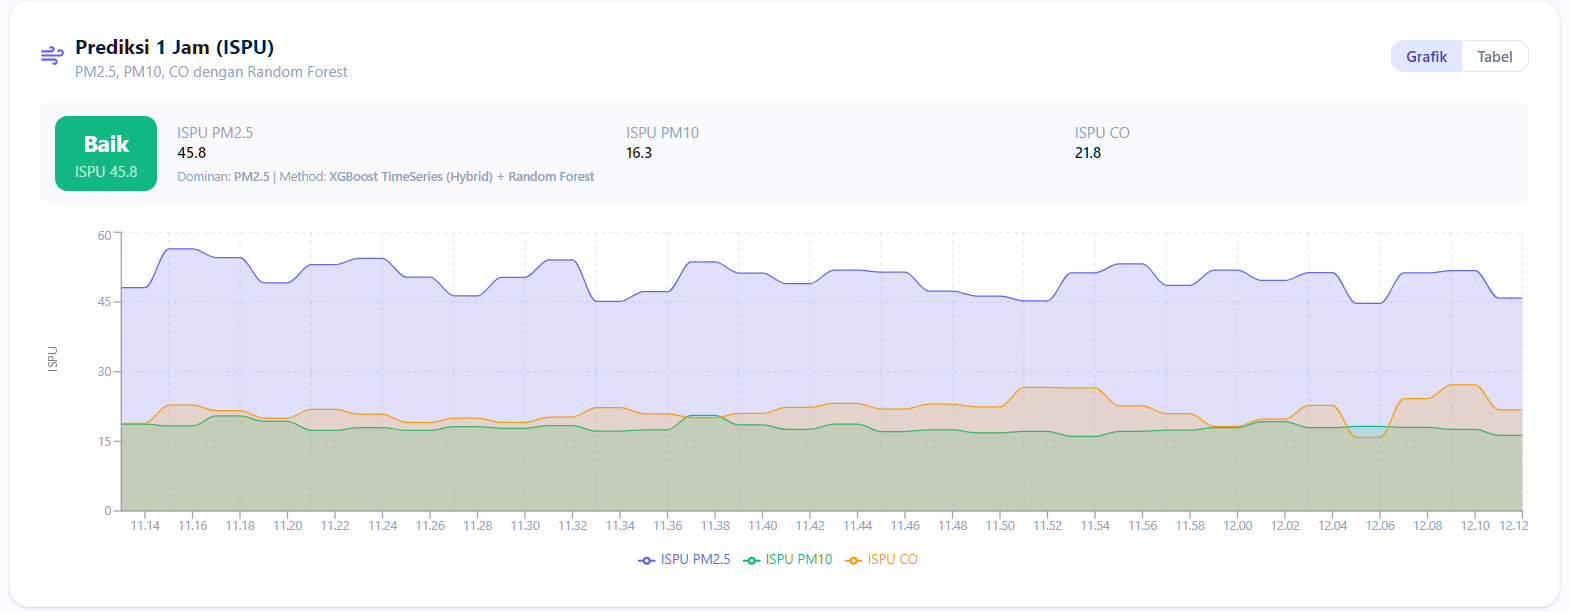 Prediksi 1 Jam (ISPU)
PM2.5, PM10, CO dengan Random Forest
Grafik Tabel
Baik
ISPU 45.8
ISPU PM2.5
45.8
ISPU PM10
16.3
ISPU CO
21.8
Dominan: PM2.5 | Method: XGBoost TimeSeries (Hybrid) + Random Forest
60
45
30
15
0
ISPU
11.14 11.16 11.18 11.20 11.22 11.24 11.26 11.28 11.30 11.32 11.34 11.36 11.38 11.40 11.42 11.44 11.46 11.48 11.50 11.52 11.54 11.56 11.58 12.00 12.02 12.04 12.06 12.08 12.10 12.12
ISPU PM2.5 ISPU PM10 ISPU CO